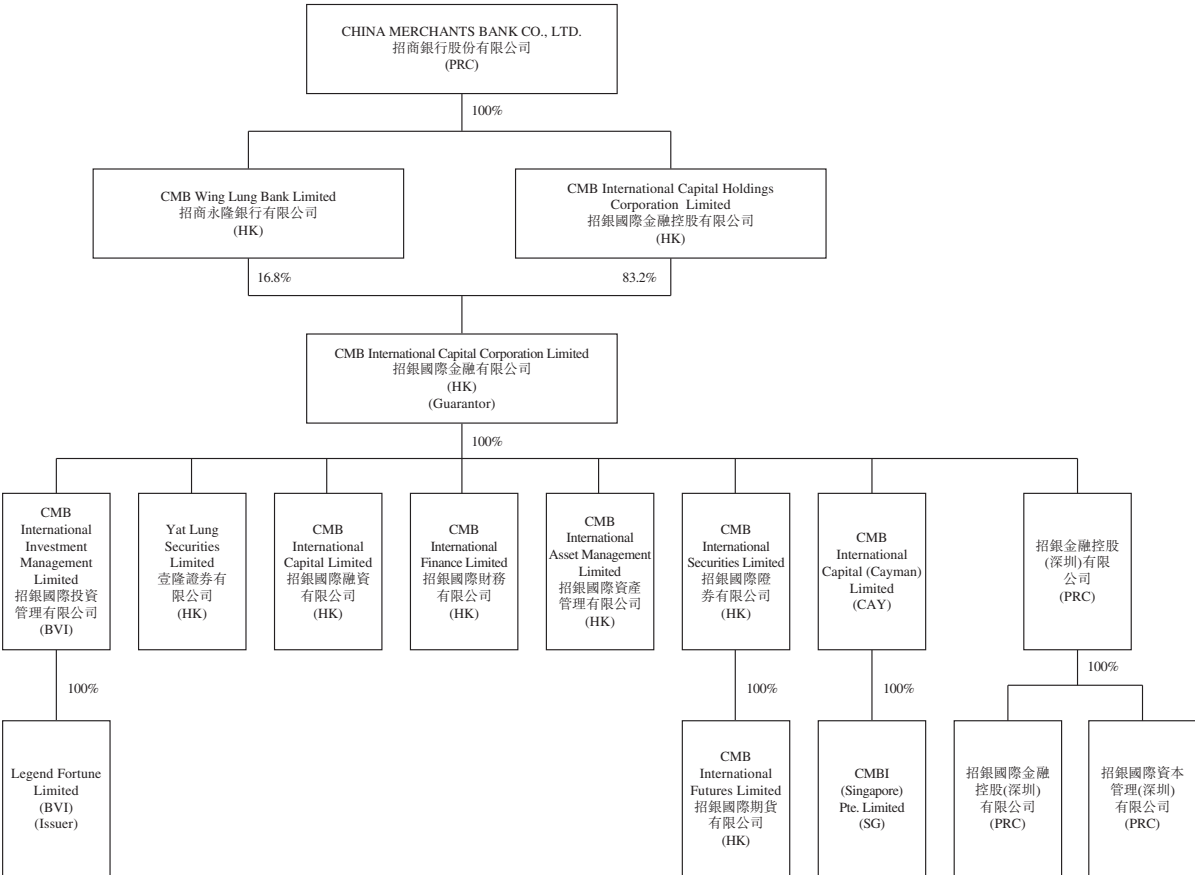 CHINA MERCHANTS BANK CO., LTD.
招商銀行股份有限公司
(PRC)
100%
CMB Wing Lung Bank Limited
招商永隆銀行有限公司
(HK)
CMB International Capital Holdings
Corporation Limited
招銀國際金融控股有限公司
(HK)
16.8%
83.2%
CMB International Capital Corporation Limited
招銀國際金融有限公司
(HK)
(Guarantor)
100%
CMB
International
Investment
Management
Limited
招銀國際投資
管理有限公司
(BVI)
Yat Lung
Securities
Limited
壹隆證券有
限公司
(HK)
CMB
International
Capital Limited
招銀國際融資
有限公司
(HK)
CMB
International
Finance Limited
招銀國際財務
有限公司
(HK)
CMB
International
Asset Management
Limited
招銀國際資產
管理有限公司
(HK)
CMB
International
Securities Limited
招銀國際證
券有限公司
(HK)
CMB
International
Capital (Cayman)
Limited
(CAY)
招銀金融控股
(深圳)有限
公司
(PRC)
100%
100%
100%
100%
Legend Fortune
Limited
(BVI)
(Issuer)
CMB
International
Futures Limited
招銀國際期貨
有限公司
(HK)
CMBI
(Singapore)
Pte. Limited
(SG)
招銀國際金融
控股(深圳)
有限公司
(PRC)
招銀國際資本
管理(深圳)
有限公司
(PRC)